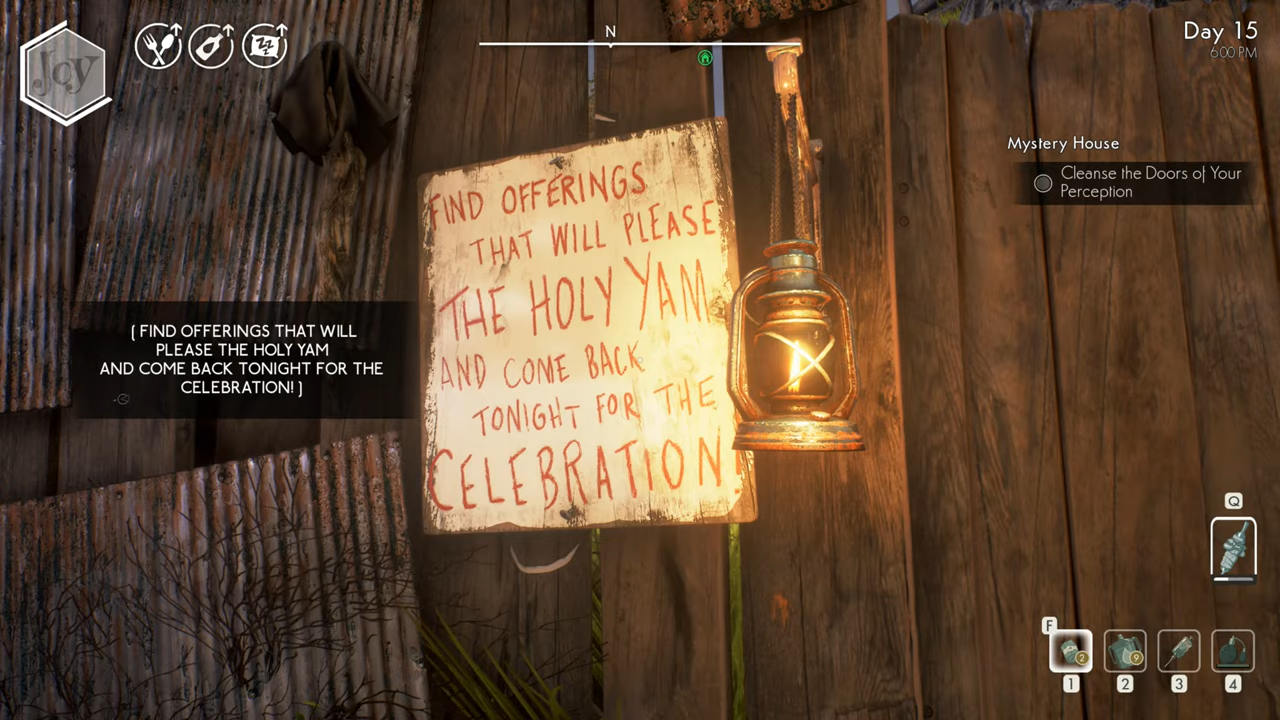 Joy
N
Day 15
6:00 PM
Mystery House
Cleanse the Doors of Your
Perception
FIND OFFERINGS
THAT WILL PLEASE
THE HOLY YAM
AND COME BACK
TONIGHT FOR THE
CELEBRATION!
( FIND OFFERINGS THAT WILL
PLEASE THE HOLY YAM
AND COME BACK TONIGHT FOR THE
CELEBRATION! )
Q
F
2
9
1
2
3
4